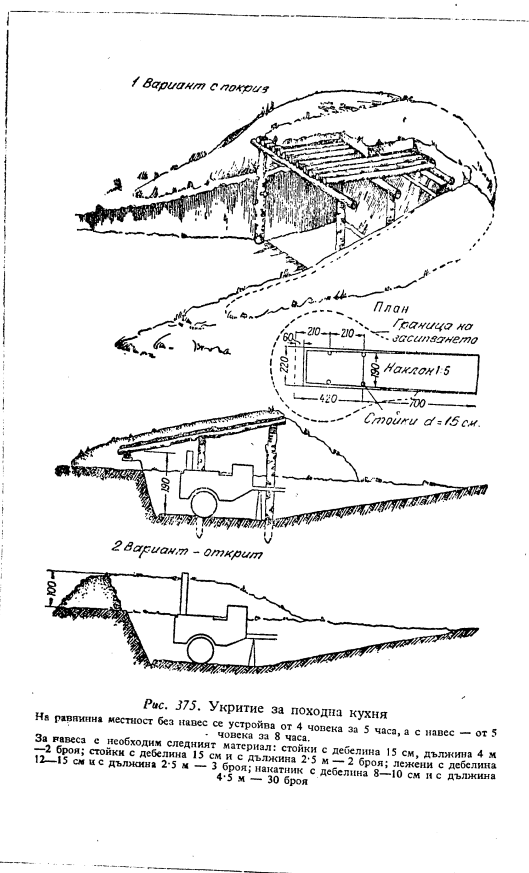 1 Вариант с покрив
План
Граница на
засипването
60
210
210
220
190
Наклон 1:5
420
700
Стойки d=15 см.
190
2 Вариант - открит
100
Рис. 375. Укритие за походна кухня
На равнинна местност без навес се устройва от 4 човека за 5 часа, а с навес — от 5
човека за 8 часа.
За навеса с необходим следният материал: стойки с дебелина 15 см, дължина 4 м
—2 броя; стойки с дебелина 15 см и с дължина 2·5 м — 2 броя; лежени с дебелина
12—15 см и с дължина 2·5 м — 3 броя; накатник с дебелина 8—10 см и с дължина
4·5 м — 30 броя